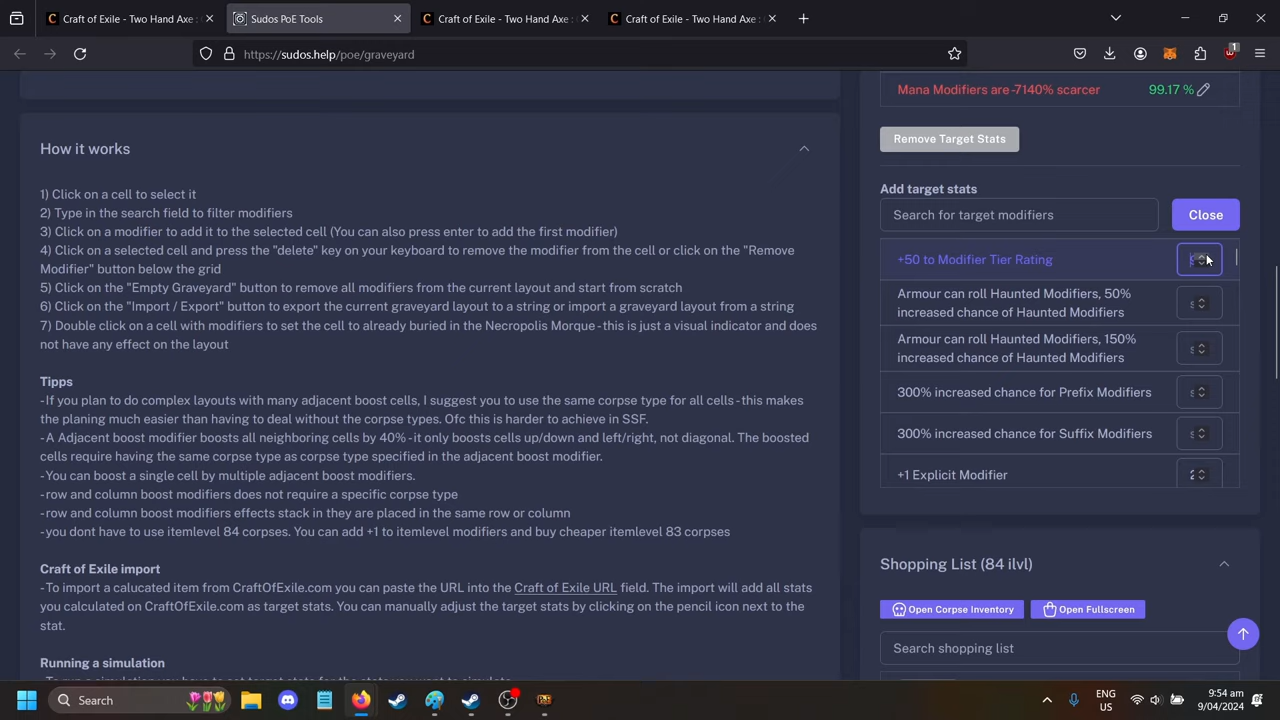 Craft of Exile - Two Hand Axe :
Sudos PoE Tools
Craft of Exile - Two Hand Axe :
Craft of Exile - Two Hand Axe :
https://sudos.help/poe/graveyard
1
Mana Modifiers are -7140% scarcer 99.17 %
How it works
Remove Target Stats
1) Click on a cell to select it
2) Type in the search field to filter modifiers
3) Click on a modifier to add it to the selected cell (You can also press enter to add the first modifier)
4) Click on a selected cell and press the "delete" key on your keyboard to remove the modifier from the cell or click on the "Remove
Modifier" button below the grid
5) Click on the "Empty Graveyard" button to remove all modifiers from the current layout and start from scratch
6) Click on the "Import / Export" button to export the current graveyard layout to a string or import a graveyard layout from a string
7) Double click on a cell with modifiers to set the cell to already buried in the Necropolis Morque - this is just a visual indicator and does
not have any effect on the layout
Tipps
- If you plan to do complex layouts with many adjacent boost cells, I suggest you to use the same corpse type for all cells - this makes
the planing much easier than having to deal without the corpse types. Ofc this is harder to achieve in SSF.
- A Adjacent boost modifier boosts all neighboring cells by 40% - it only boosts cells up/down and left/right, not diagonal. The boosted
cells require having the same corpse type as corpse type specified in the adjacent boost modifier.
- You can boost a single cell by multiple adjacent boost modifiers.
- row and column boost modifiers does not require a specific corpse type
- row and column boost modifiers effects stack in they are placed in the same row or column
- you dont have to use itemlevel 84 corpses. You can add +1 to itemlevel modifiers and buy cheaper itemlevel 83 corpses
Craft of Exile import
- To import a calucated item from CraftOfExile.com you can paste the URL into the Craft of Exile URL field. The import will add all stats
you calculated on CraftOfExile.com as target stats. You can manually adjust the target stats by clicking on the pencil icon next to the
stat.
Running a simulation
Add target stats
Search for target modifiers
Close
+50 to Modifier Tier Rating
Armour can roll Haunted Modifiers, 50%
increased chance of Haunted Modifiers
Armour can roll Haunted Modifiers, 150%
increased chance of Haunted Modifiers
300% increased chance for Prefix Modifiers
300% increased chance for Suffix Modifiers
+1 Explicit Modifier
Shopping List (84 ilvl)
Open Corpse Inventory
Open Fullscreen
Search shopping list
Search
ENG
US
9:54 am
9/04/2024